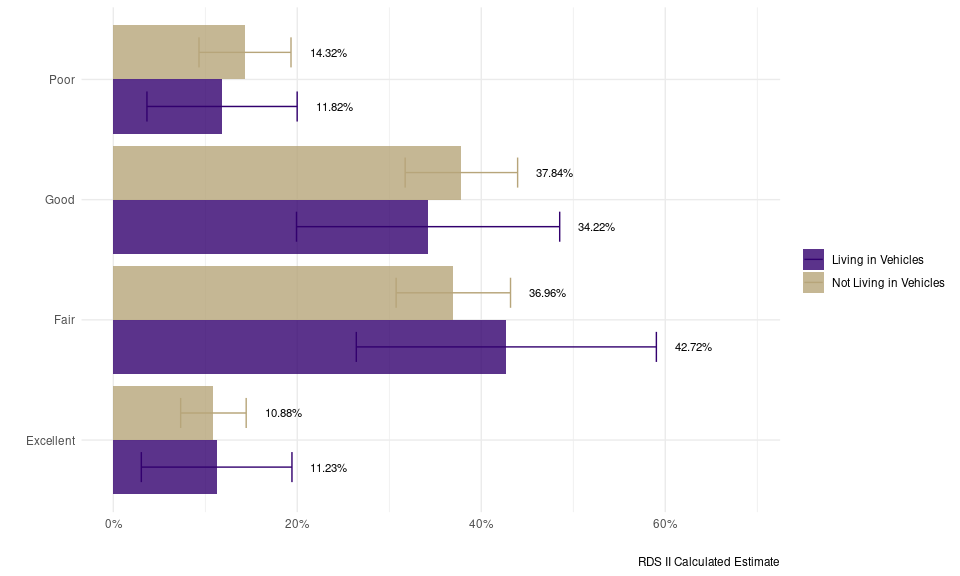 Poor
14.32%
11.82%
Good
37.84%
34.22%
Fair
36.96%
42.72%
Excellent
10.88%
11.23%
0%
20%
40%
60%
RDS II Calculated Estimate
Living in Vehicles
Not Living in Vehicles